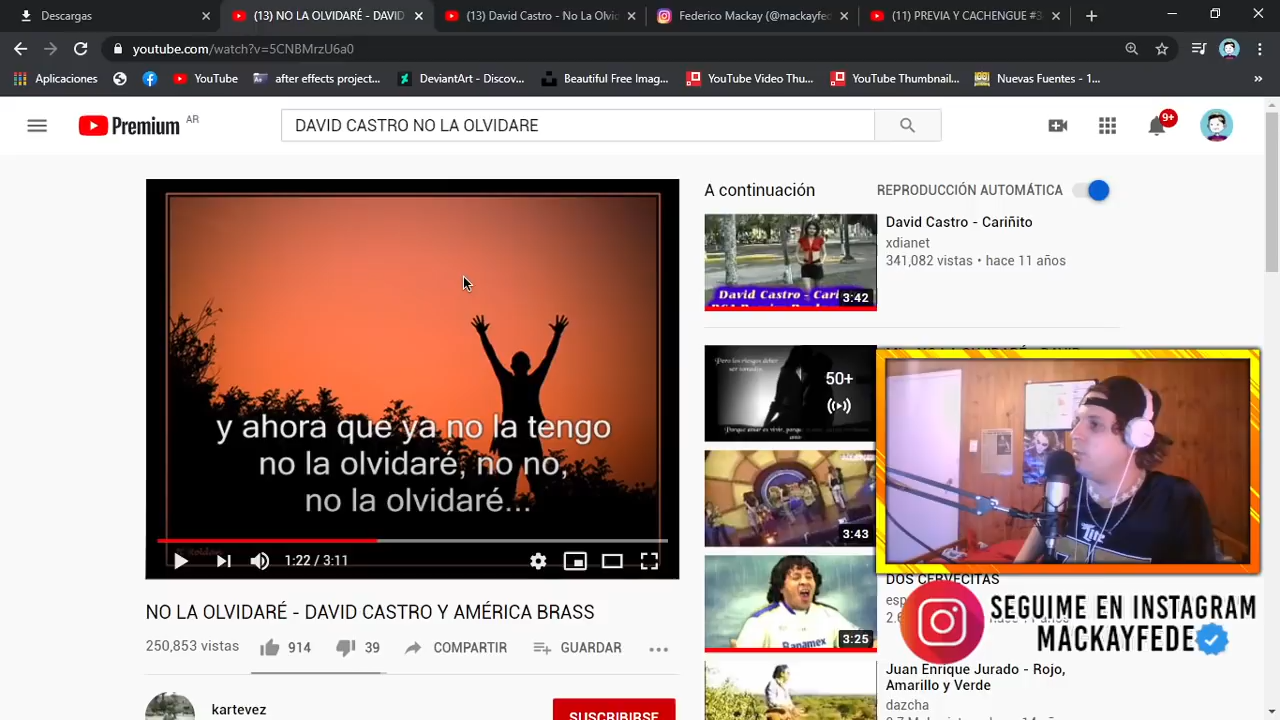 Descargas
(13) NO LA OLVIDARÉ - DAVID
(13) David Castro - No La Olvid
Federico Mackay (@mackayfed
(11) PREVIA Y CACHENGUE #3
youtube.com/watch?v=5CNBMrzU6a0
Aplicaciones
YouTube
after effects project...
DeviantArt - Discov...
Beautiful Free Imag...
YouTube Video Thu...
YouTube Thumbnail...
Nuevas Fuentes - 1...
»
Premium AR
DAVID CASTRO NO LA OLVIDARE
9+
y ahora que ya no la tengo
no la olvidaré, no no,
no la olvidaré...
1:22 / 3:11
NO LA OLVIDARÉ - DAVID CASTRO Y AMÉRICA BRASS
250,853 vistas
914
39
COMPARTIR
GUARDAR
kartevez
SUSCRIBIRSE
A continuación
REPRODUCCIÓN AUTOMÁTICA
David Castro - Cariñito
xdianet
341,082 vistas • hace 11 años
David Castro - Cari
3:42
50+
3:43
DOS CERVECITAS
Banamex
3:25
Juan Enrique Jurado - Rojo,
Amarillo y Verde
dazcha
SEGUIME EN INSTAGRAM
MACKAYFEDE